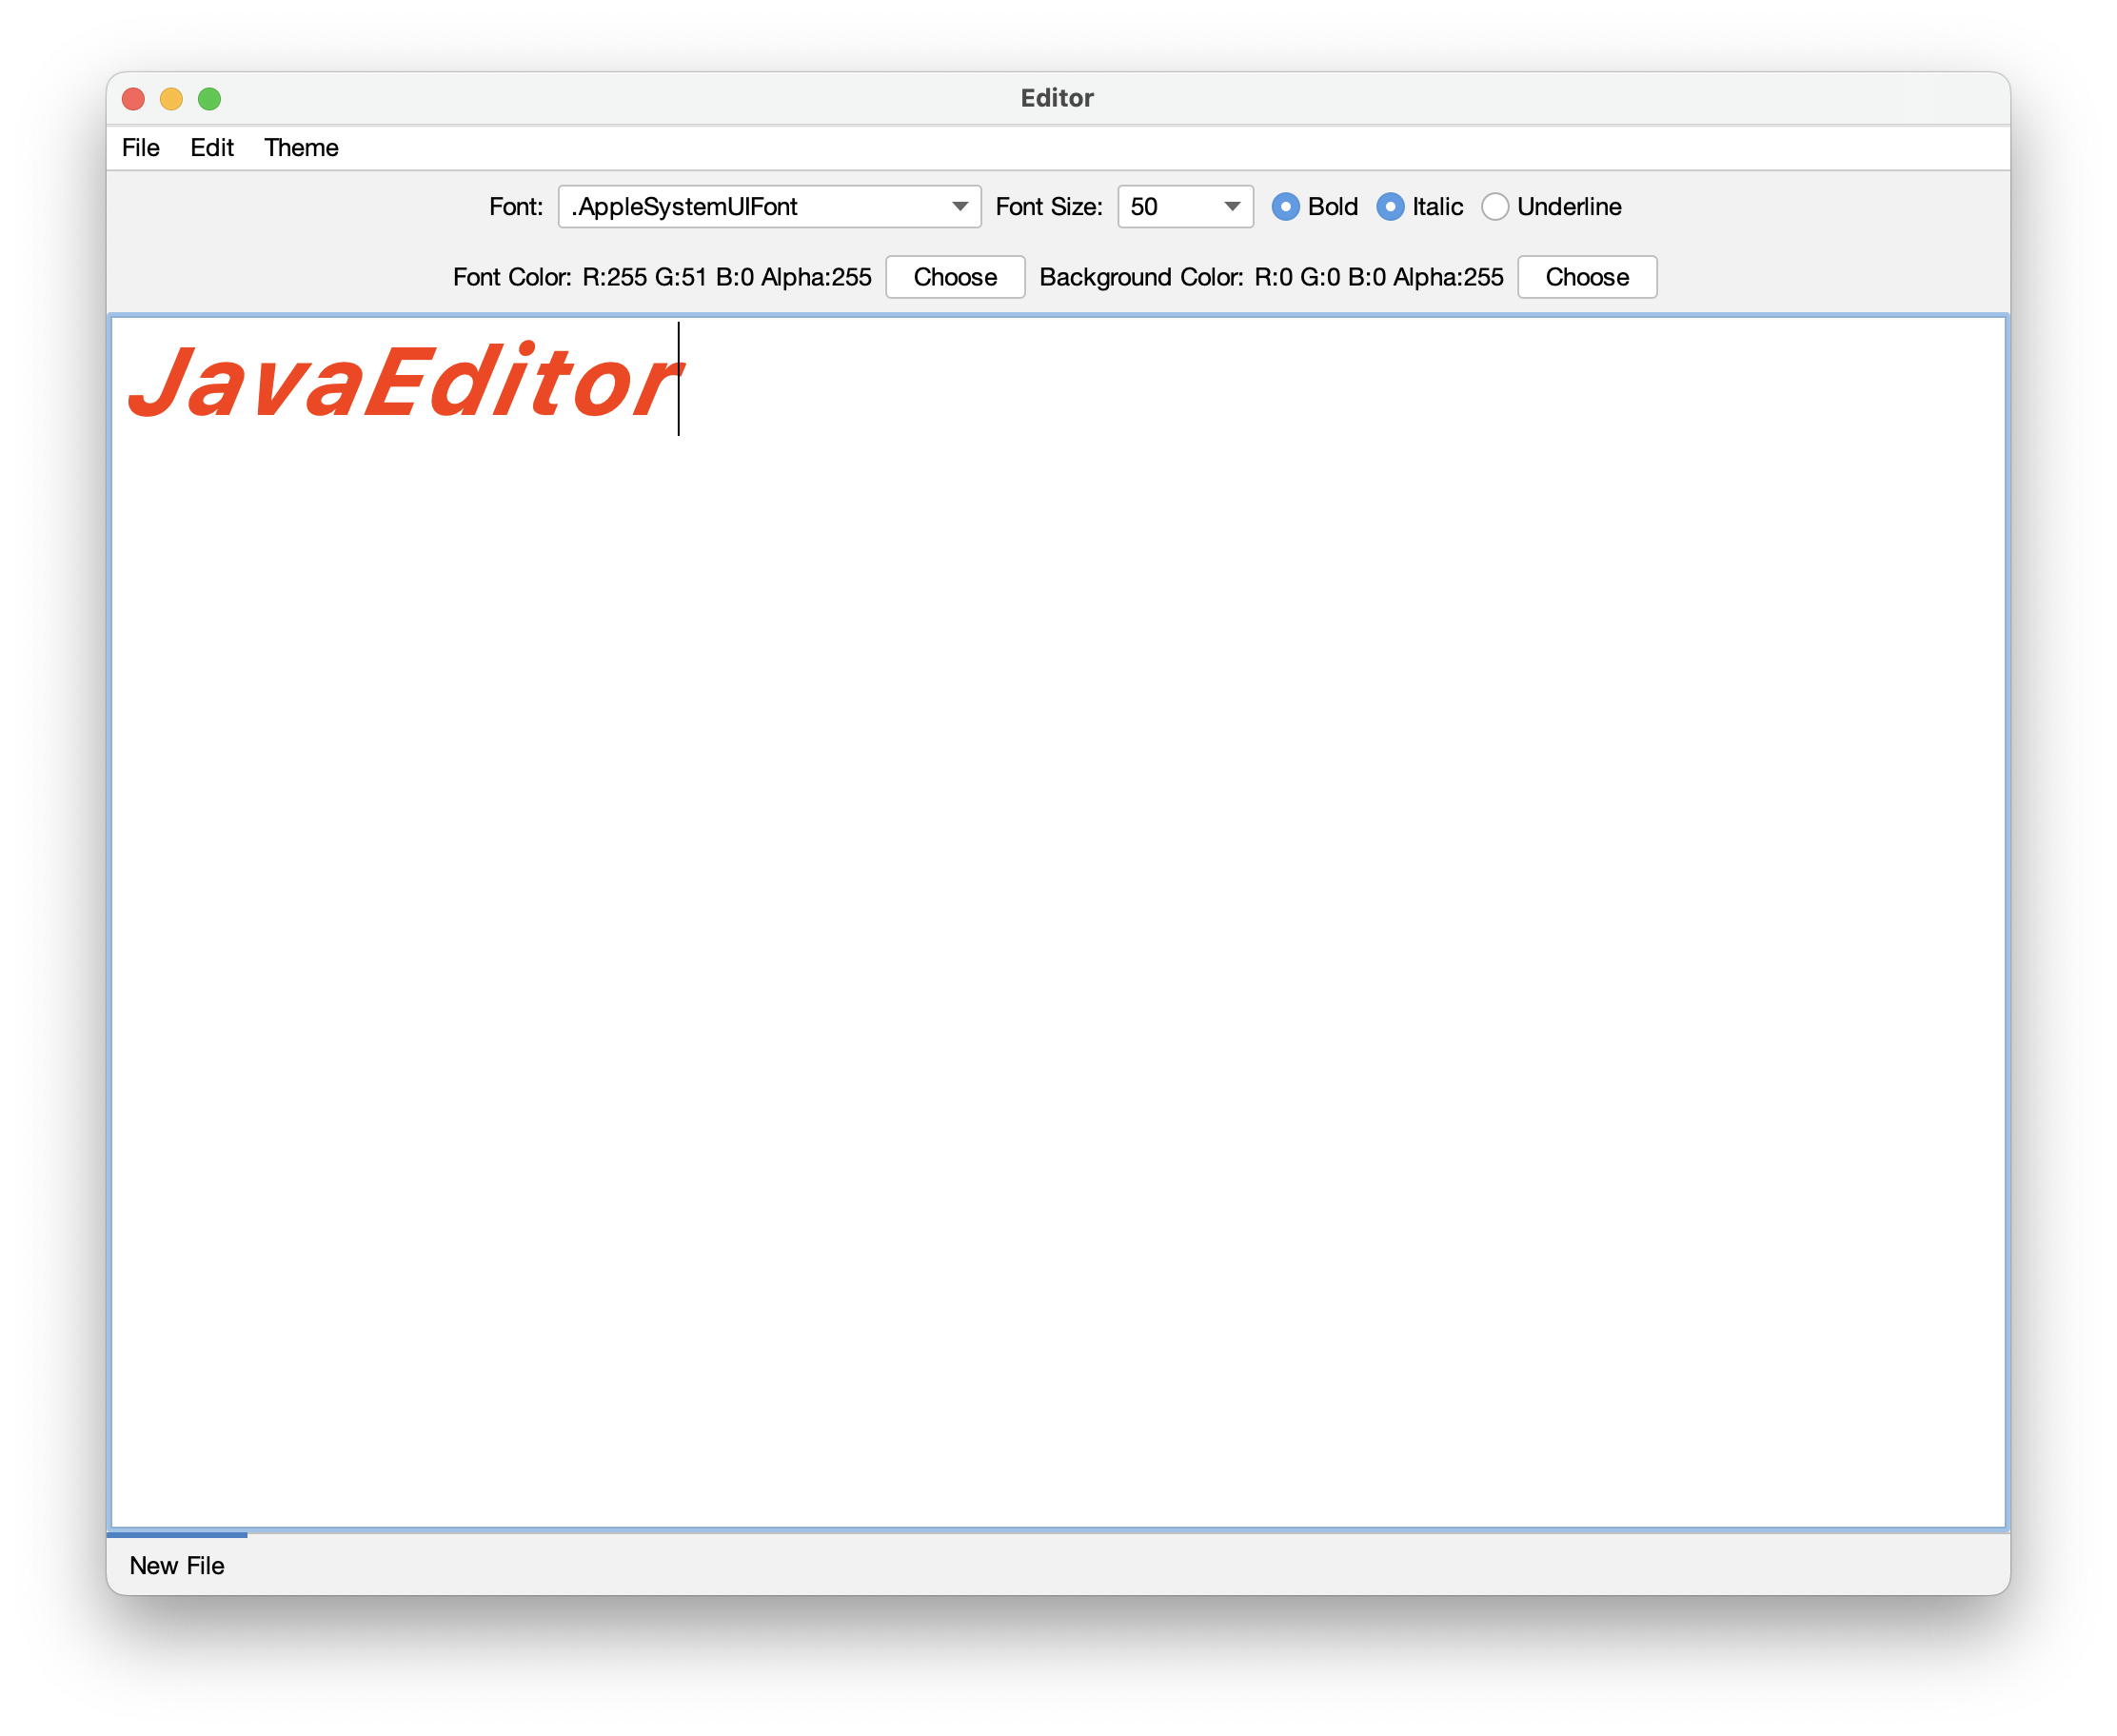 Editor
File Edit Theme
Font: .AppleSystemUIFont Font Size: 50 Bold Italic Underline
Font Color: R:255 G:51 B:0 Alpha:255 Choose Background Color: R:0 G:0 B:0 Alpha:255 Choose
JavaEditor
New File